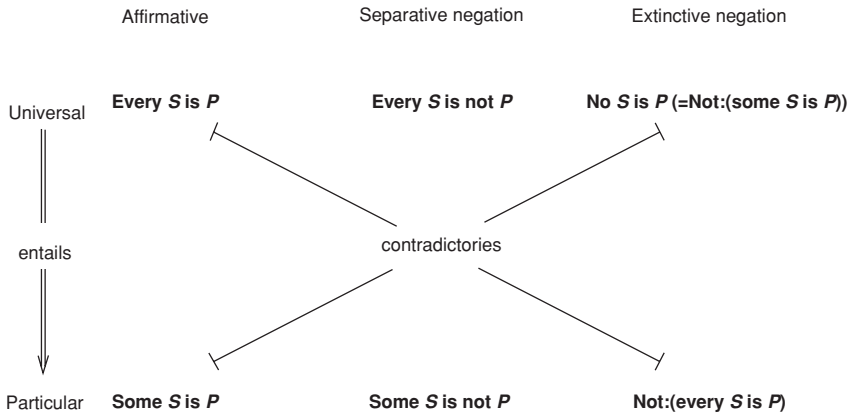 Affirmative Separative negation Extinctive negation
Every S is P Every S is not P No S is P (=Not:(some S is P))
Universal
entails
contradictories
Particular Some S is P Some S is not P Not:(every S is P)